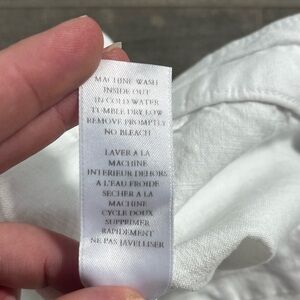 MACHINE WASH
INSIDE OUT
IN COLD WATER
TUMBLE DRY LOW
REMOVE PROMPTLY
NO BLEACH
LAVER A LA
MACHINE
INTERIEUR DEHORS
A L'EAU FROIDE
SECHER A LA
MACHINE
CYCLE DOUX
SUPPRIMER
RAPIDEMENT
NE PAS JAVELLISER